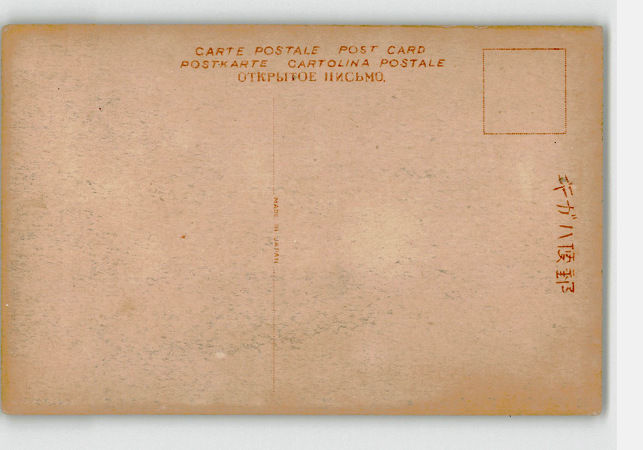 CARTE POSTALE POST CARD
POSTKARTE CARTOLINA POSTALE
ОТКРЫТОЕ ПИСЬМО.
MADE IN JAPAN
キガハ便郵